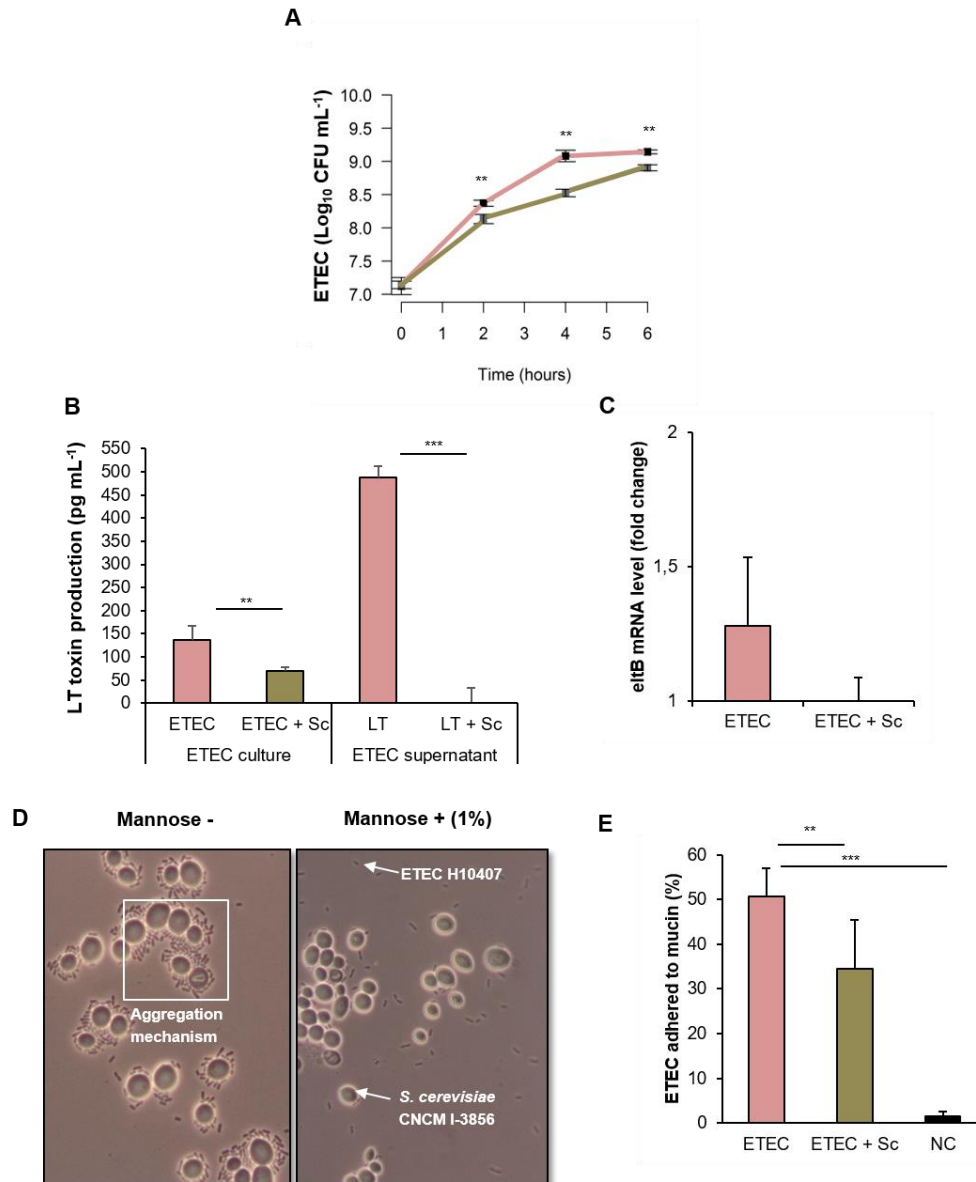 A
ETEC (Log10 CFU mL-1)
10.0
9.5
9.0
8.5
8.0
7.5
7.0
**
**
**
0 1 2 3 4 5 6
Time (hours)
B
LT toxin production (pg mL-1)
550
500
450
400
350
300
250
200
150
100
50
0
**
***
ETEC ETEC + Sc LT LT + Sc
ETEC culture ETEC supernatant
C
eltB mRNA level (fold change)
2
1,5
1
ETEC ETEC + Sc
D
Mannose - Mannose + (1%)
ETEC H10407
Aggregation
mechanism
S. cerevisiae
CNCM I-3856
E
ETEC adhered to mucin (%)
60
50
40
30
20
10
0
**
***
ETEC ETEC + Sc NC